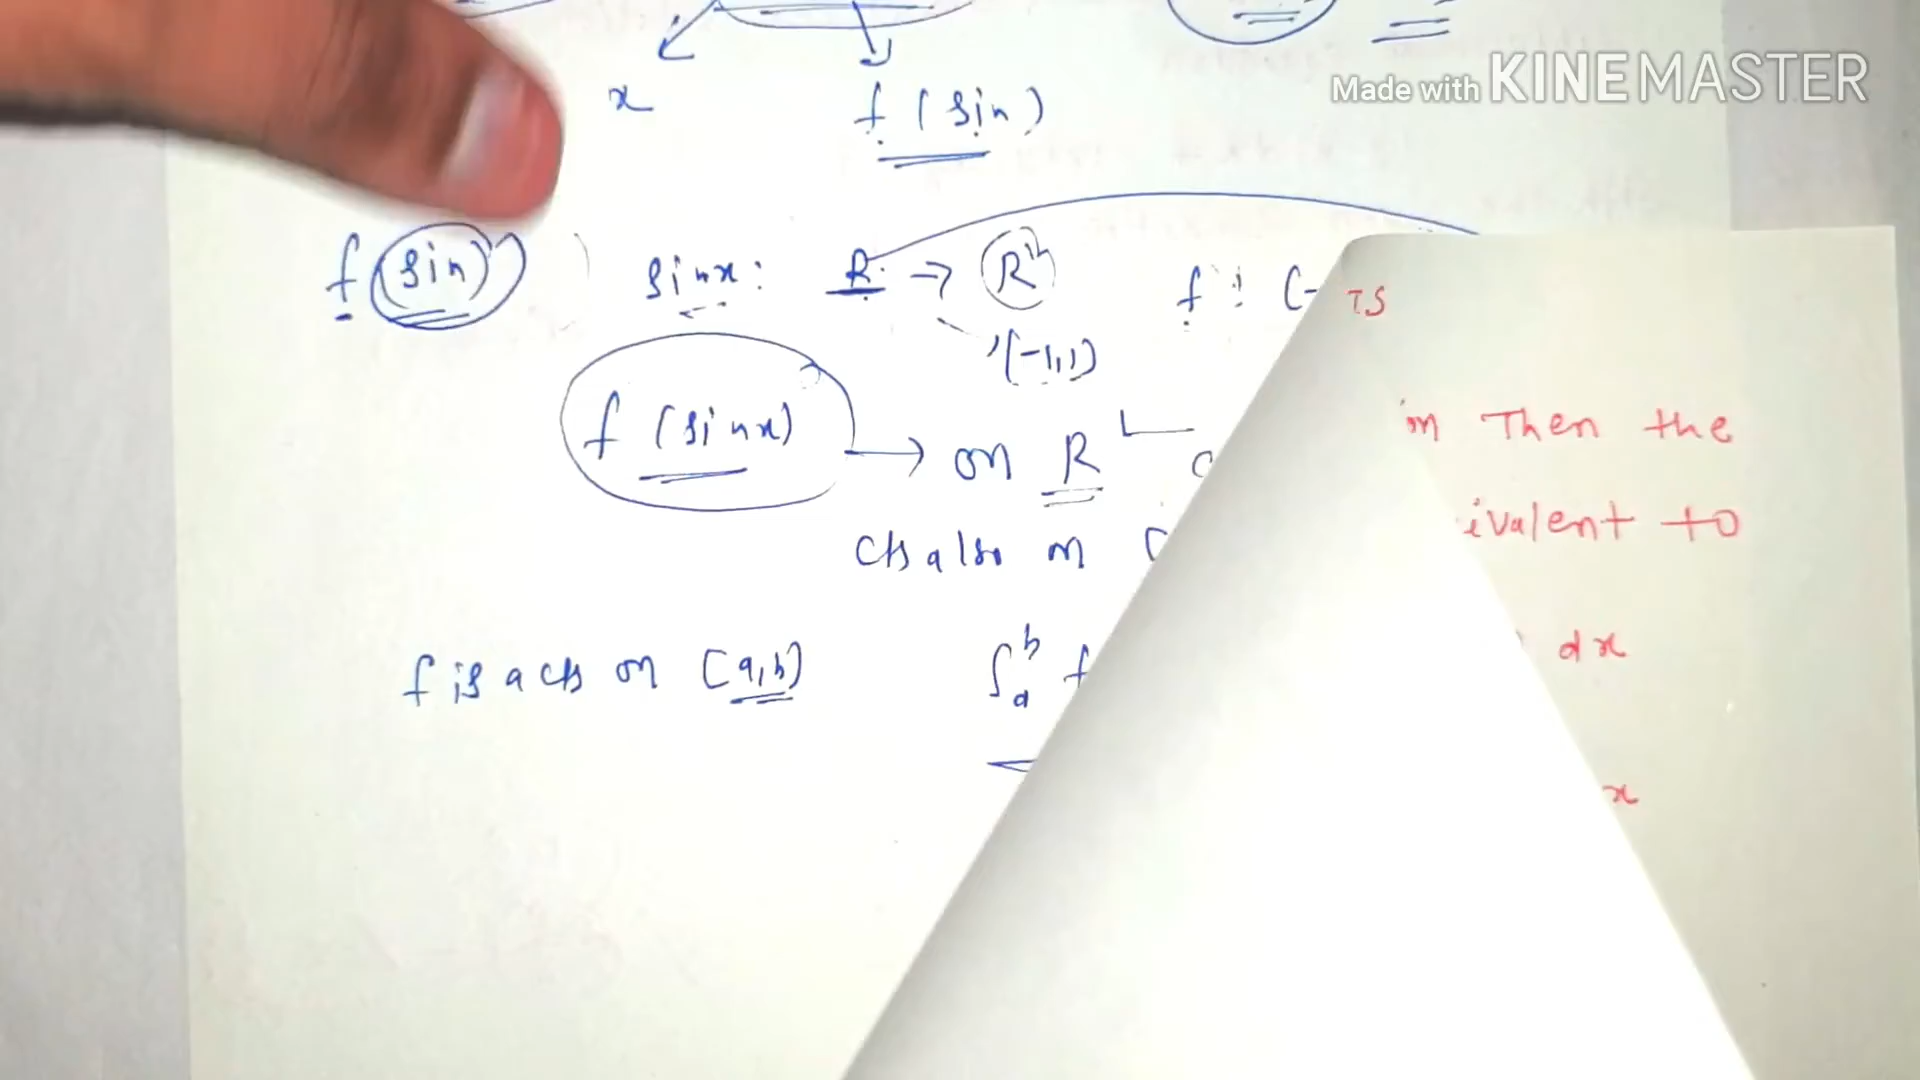 Made with KINEMASTER
x f (sin)
f (sin) sinx: R → R f : (-
[-1,1]
f (sinx) → on R
cts also on [
f is a cts on [a,b] ∫ₐᵇ f
is
Then the
ivalent to
dx
x